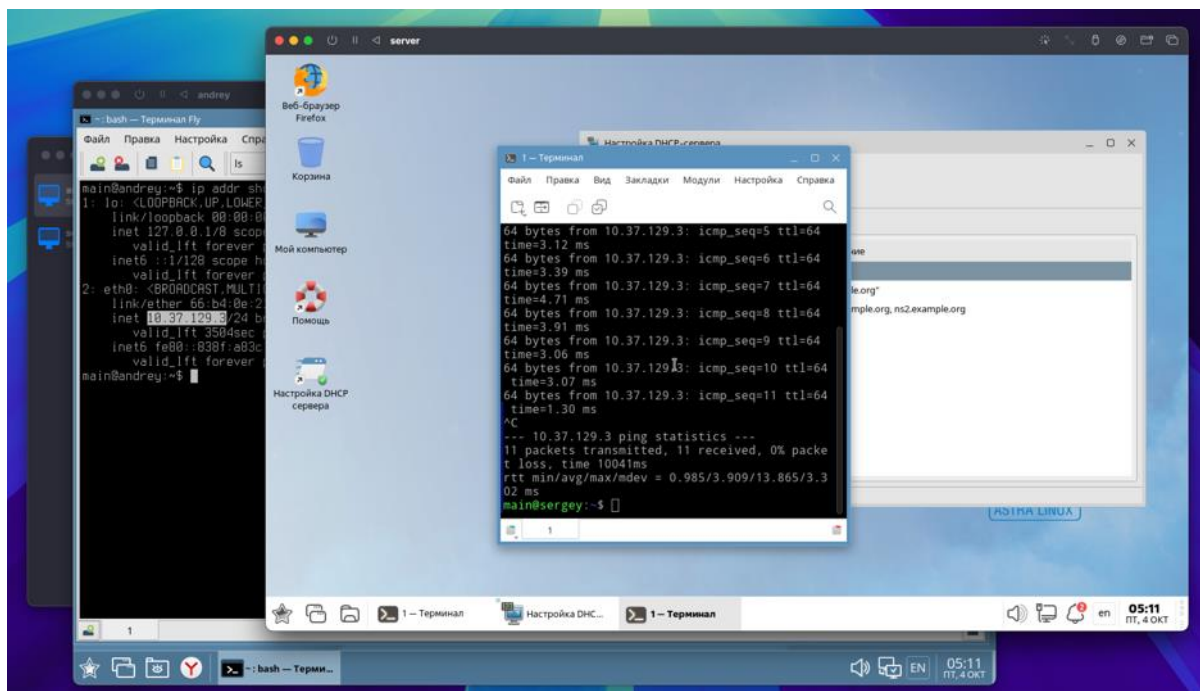 server
andrey
~ : bash — Терминал Fly
Файл Правка Настройка Спра
ls
main@andrey:~$ ip addr sh
1: lo: <LOOPBACK,UP,LOWER
link/loopback 00:00:0
inet 127.0.0.1/8 scop
valid_lft forever
inet6 ::1/128 scope h
valid_lft forever
2: eth0: <BROADCAST,MULTI
link/ether 66:b4:0e:2
inet 10.37.129.3/24 b
valid_lft 3504sec
inet6 fe80::838f:a83c
valid_lft forever
main@andrey:~$
1
Веб-браузер
Firefox
Корзина
Мой компьютер
Помощь
Настройка DHCP
сервера
Настройка DHCP-сервера
ние
le.org"
mple.org, ns2.example.org
1 — Терминал
Файл Правка Вид Закладки Модули Настройка Справка
64 bytes from 10.37.129.3: icmp_seq=5 ttl=64
time=3.12 ms
64 bytes from 10.37.129.3: icmp_seq=6 ttl=64
time=3.39 ms
64 bytes from 10.37.129.3: icmp_seq=7 ttl=64
time=4.71 ms
64 bytes from 10.37.129.3: icmp_seq=8 ttl=64
time=3.91 ms
64 bytes from 10.37.129.3: icmp_seq=9 ttl=64
time=3.06 ms
64 bytes from 10.37.129.3: icmp_seq=10 ttl=64
time=3.07 ms
64 bytes from 10.37.129.3: icmp_seq=11 ttl=64
time=1.30 ms
^C
--- 10.37.129.3 ping statistics ---
11 packets transmitted, 11 received, 0% packe
t loss, time 10041ms
rtt min/avg/max/mdev = 0.985/3.909/13.865/3.3
02 ms
main@sergey:~$
1
ASTRA LINUX
1 — Терминал
Настройка DHC...
1 — Терминал
2
en
05:11
ПТ, 4 ОКТ
~ : bash — Терми...
EN
05:11
ПТ, 4 ОКТ